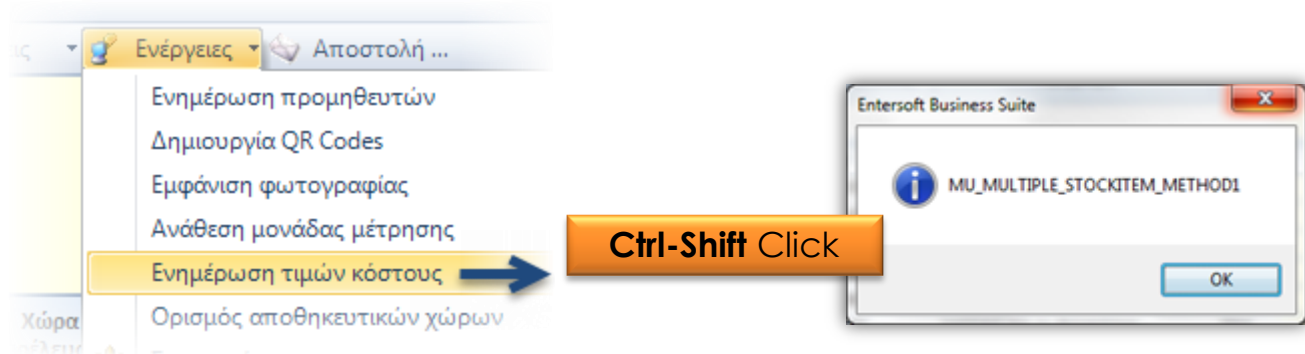 Ενέργειες
Αποστολή ...
Ενημέρωση προμηθευτών
Δημιουργία QR Codes
Εμφάνιση φωτογραφίας
Ανάθεση μονάδας μέτρησης
Ενημέρωση τιμών κόστους
Ορισμός αποθηκευτικών χώρων
Χώρα
Ctrl-Shift Click
Entersoft Business Suite
MU_MULTIPLE_STOCKITEM_METHOD1
OK